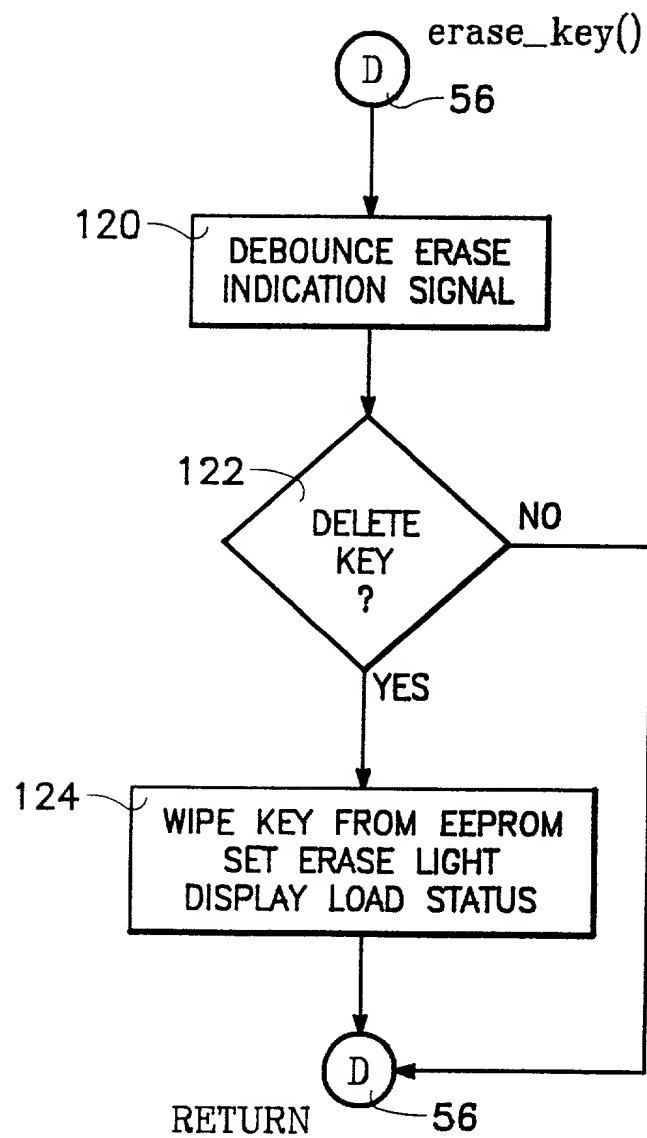 erase_key()
D
56
120
DEBOUNCE ERASE
INDICATION SIGNAL
122
DELETE
KEY
?
NO
YES
124
WIPE KEY FROM EEPROM
SET ERASE LIGHT
DISPLAY LOAD STATUS
D
RETURN
56